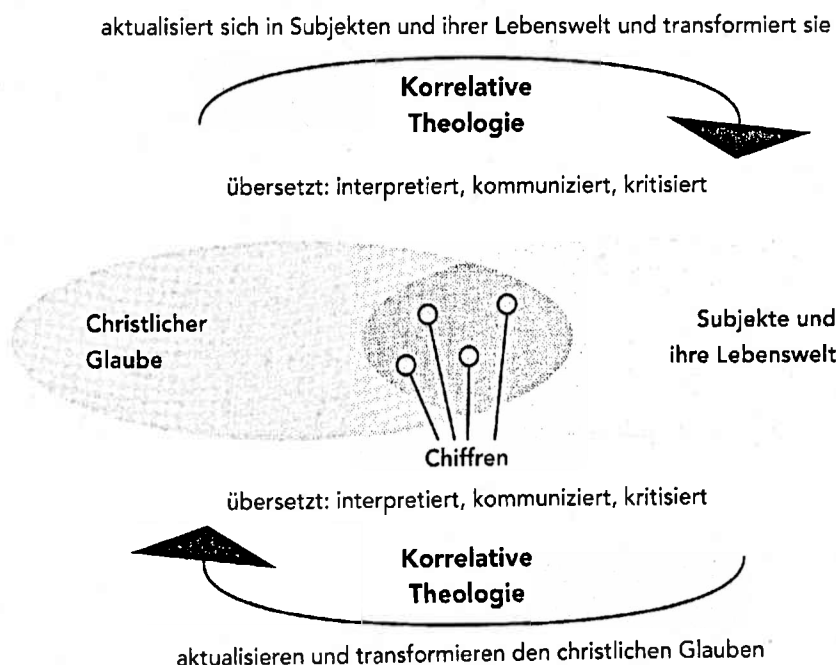 aktualisiert sich in Subjekten und ihrer Lebenswelt und transformiert sie
Korrelative
Theologie
übersetzt: interpretiert, kommuniziert, kritisiert
Christlicher
Glaube
Subjekte und
ihre Lebenswelt
Chiffren
übersetzt: interpretiert, kommuniziert, kritisiert
Korrelative
Theologie
aktualisieren und transformieren den christlichen Glauben